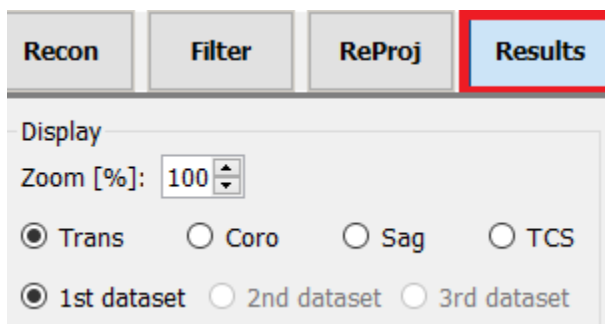 Recon Filter ReProj Results
Display
Zoom [%]: 100
Trans Coro Sag TCS
1st dataset 2nd dataset 3rd dataset